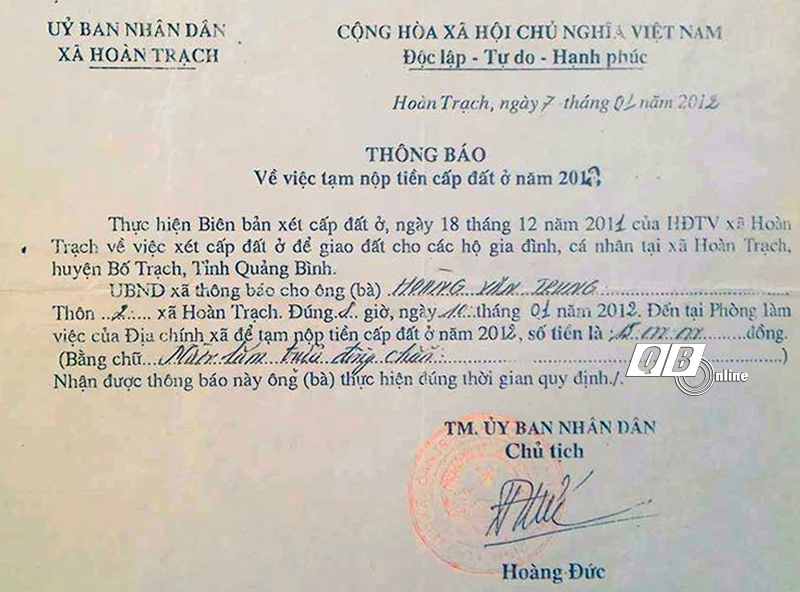 UỶ BAN NHÂN DÂN
XÃ HOÀN TRẠCH
CỘNG HÒA XÃ HỘI CHỦ NGHĨA VIỆT NAM
Độc lập - Tự do - Hạnh phúc
Hoàn Trạch, ngày 7 tháng 01 năm 2012
THÔNG BÁO
Về việc tạm nộp tiền cấp đất ở năm 2012
Thực hiện Biên bản xét cấp đất ở, ngày 18 tháng 12 năm 2011 của HĐTV xã Hoàn
Trạch về việc xét cấp đất ở để giao đất cho các hộ gia đình, cá nhân tại xã Hoàn Trạch,
huyện Bố Trạch, Tỉnh Quảng Bình.
UBND xã thông báo cho ông (bà) HOÀNG VĂN TRUNG
Thôn ..2..... xã Hoàn Trạch. Đúng giờ, ngày tháng 01 năm 2012. Đến tại Phòng làm
việc của Địa chính xã để tạm nộp tiền cấp đất ở năm 2012, số tiền là: đồng.
(Bằng chữ triệu đồng chẵn )
Nhận được thông báo này ông (bà) thực hiện đúng thời gian quy định./.
QB Online
TM. ỦY BAN NHÂN DÂN
Chủ tịch
Hoàng Đức